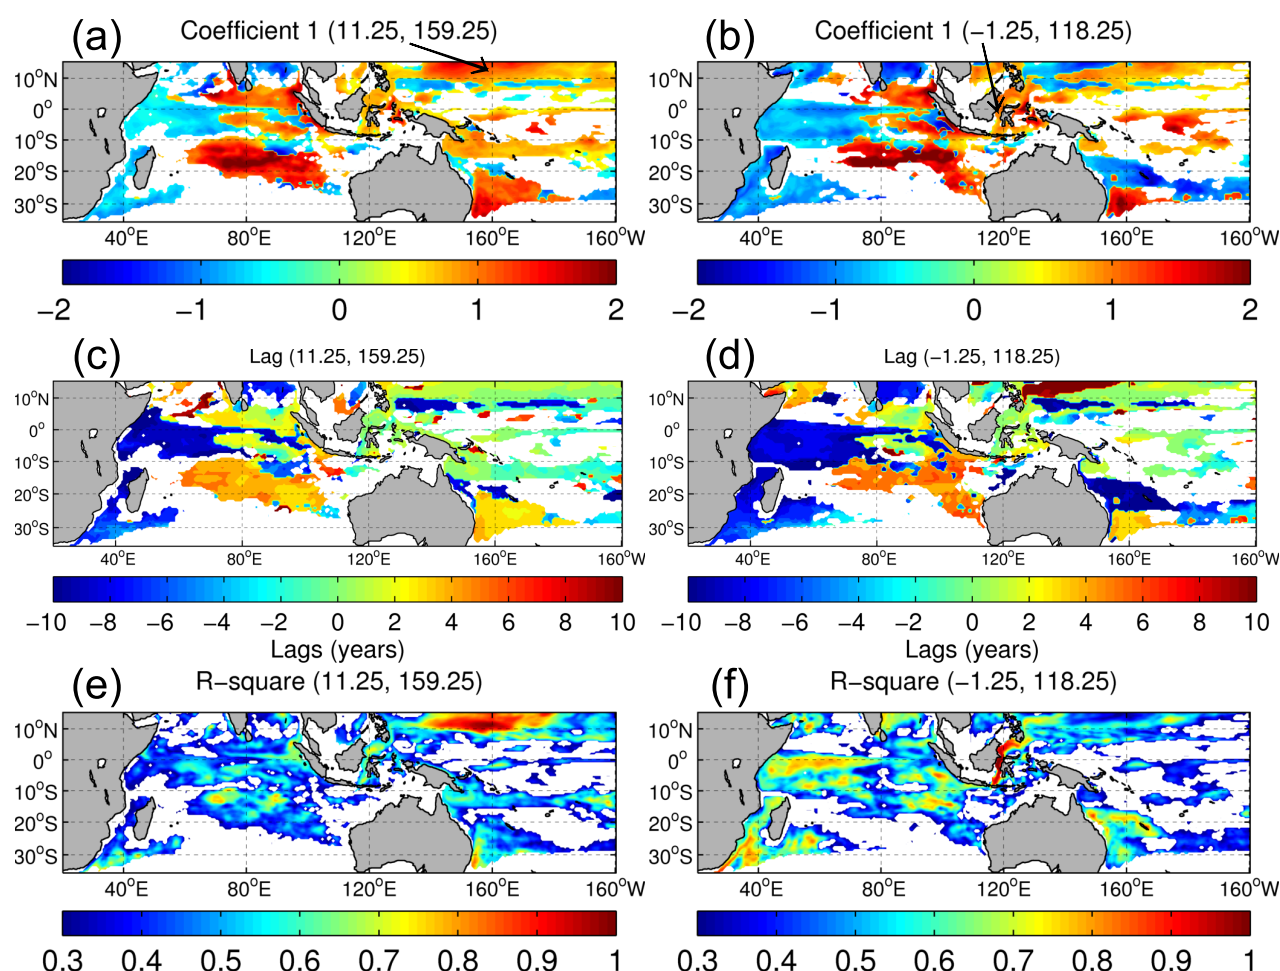 (a) Coefficient 1 (11.25, 159.25)
10°N
0°
10°S
20°S
30°S
40°E 80°E 120°E 160°E 160°W
−2 −1 0 1 2
(b) Coefficient 1 (−1.25, 118.25)
10°N
0°
10°S
20°S
30°S
40°E 80°E 120°E 160°E 160°W
−2 −1 0 1 2
(c) Lag (11.25, 159.25)
10°N
0°
10°S
20°S
30°S
40°E 80°E 120°E 160°E 160°W
−10 −8 −6 −4 −2 0 2 4 6 8 10
Lags (years)
(d) Lag (−1.25, 118.25)
10°N
0°
10°S
20°S
30°S
40°E 80°E 120°E 160°E 160°W
−10 −8 −6 −4 −2 0 2 4 6 8 10
Lags (years)
(e) R−square (11.25, 159.25)
10°N
0°
10°S
20°S
30°S
40°E 80°E 120°E 160°E 160°W
0.3 0.4 0.5 0.6 0.7 0.8 0.9 1
(f) R−square (−1.25, 118.25)
10°N
0°
10°S
20°S
30°S
40°E 80°E 120°E 160°E 160°W
0.3 0.4 0.5 0.6 0.7 0.8 0.9 1